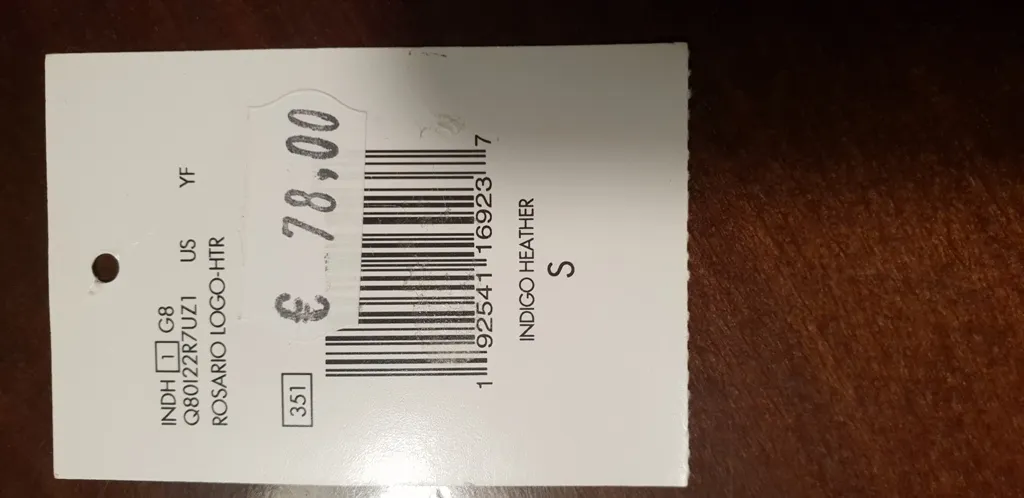 INDH 1 G8
Q80I22R7UZ1 US YF
ROSARIO LOGO-HTR
€ 78,00
351
1 92541 16923 7
INDIGO HEATHER
S